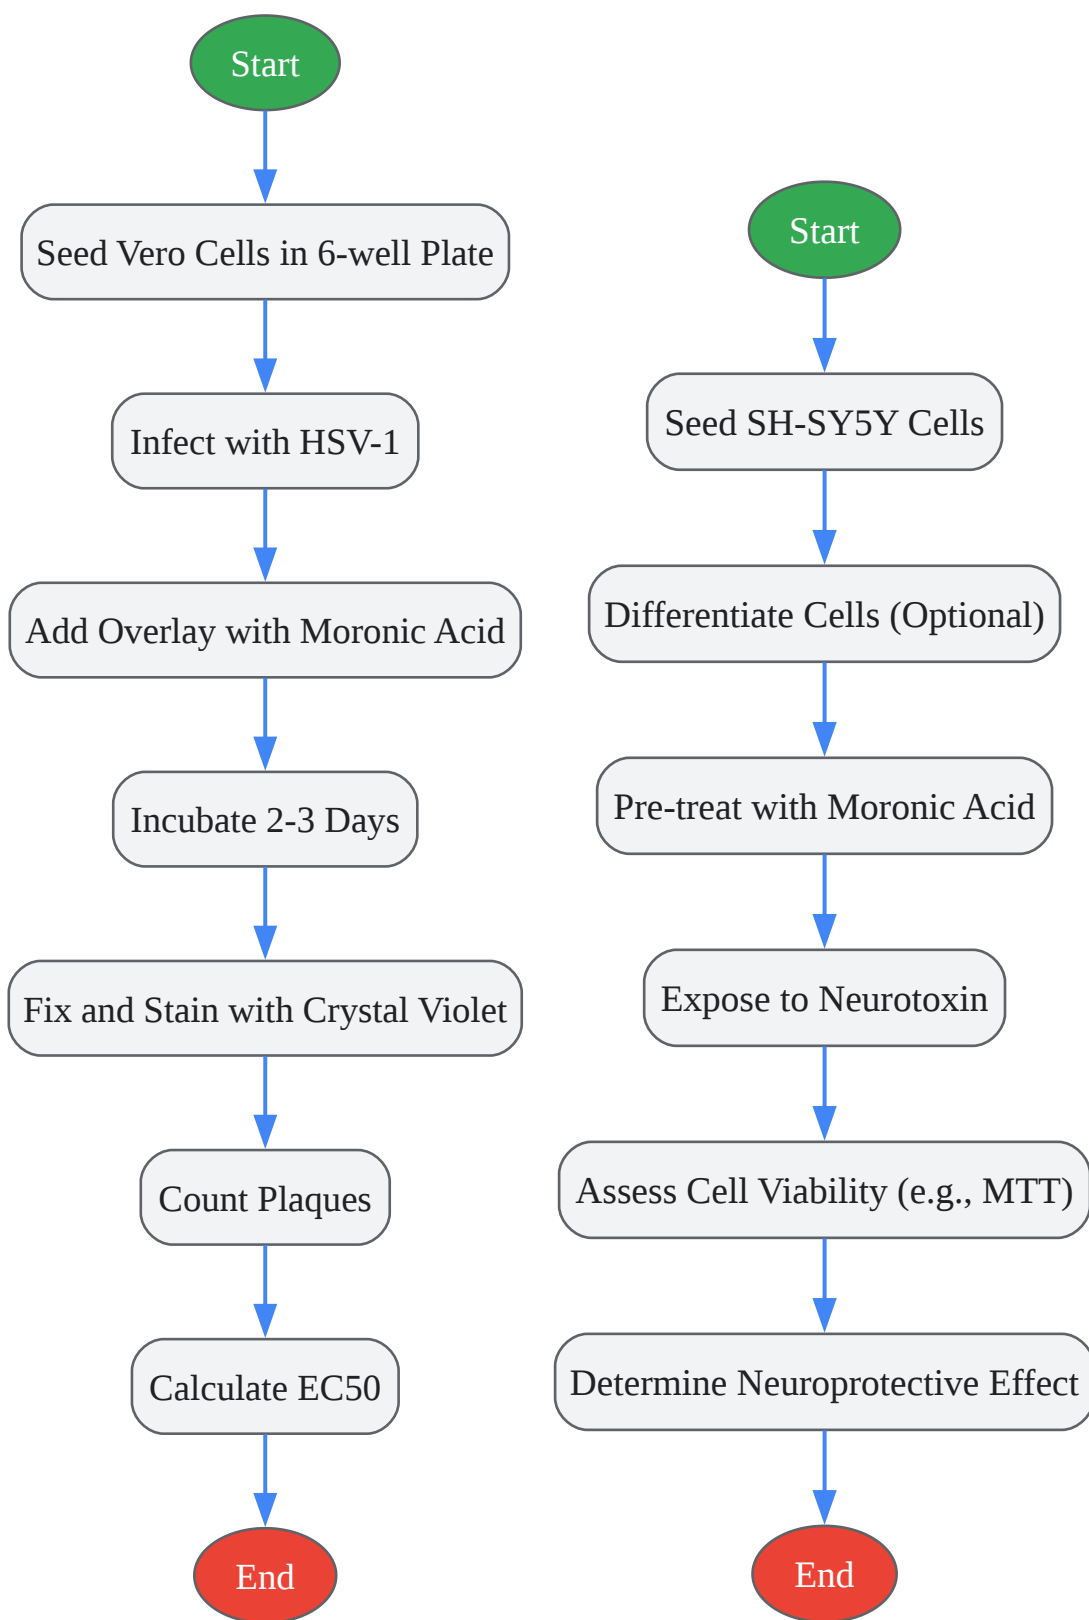 Start
Seed Vero Cells in 6-well Plate
Infect with HSV-1
Add Overlay with Moronic Acid
Incubate 2-3 Days
Fix and Stain with Crystal Violet
Count Plaques
Calculate EC50
End
Start
Seed SH-SY5Y Cells
Differentiate Cells (Optional)
Pre-treat with Moronic Acid
Expose to Neurotoxin
Assess Cell Viability (e.g., MTT)
Determine Neuroprotective Effect
End